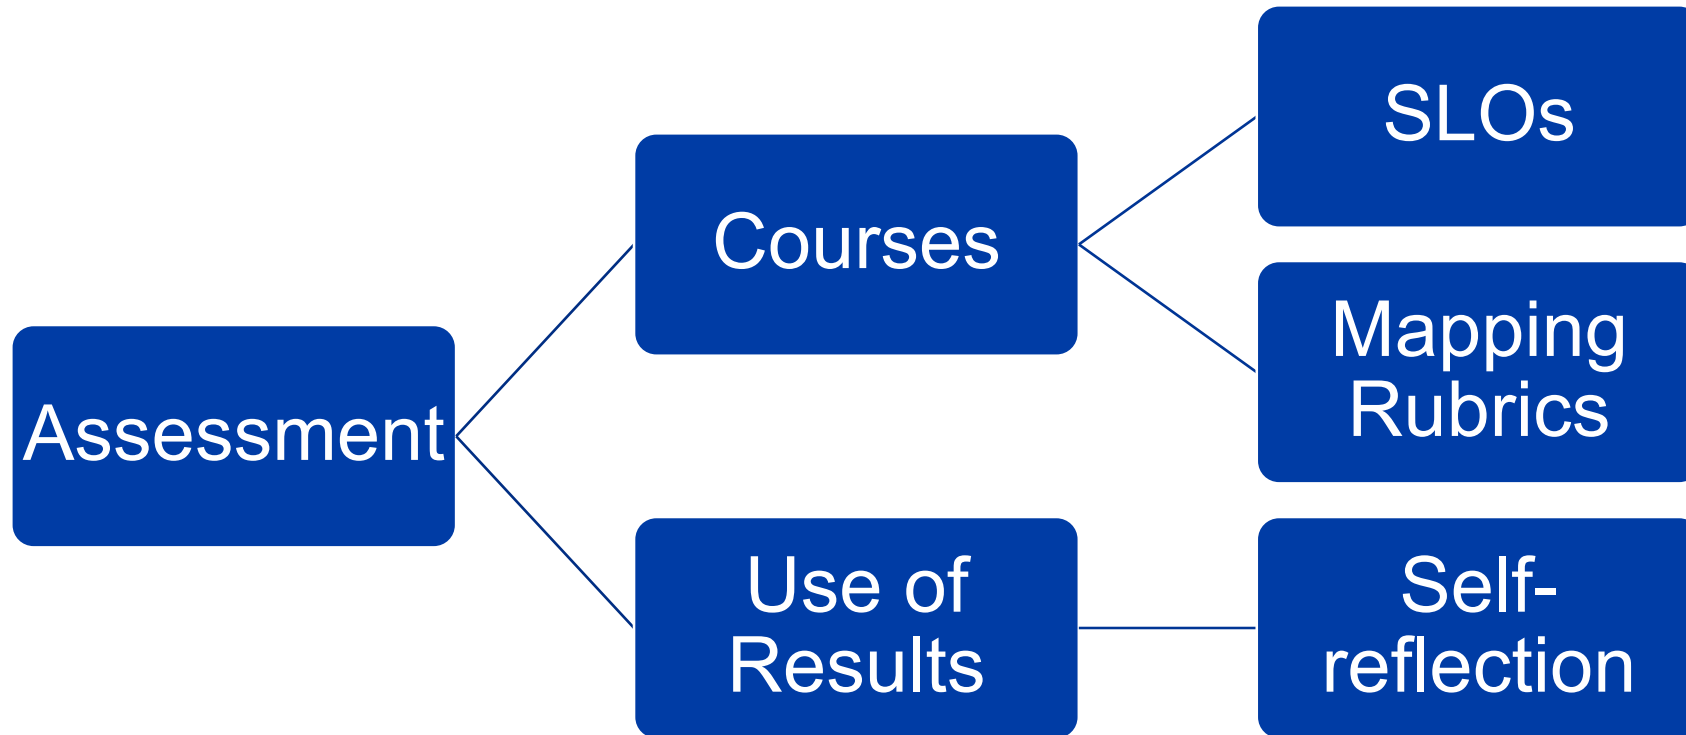 Assessment
Courses
SLOs
Mapping
Rubrics
Use of
Results
Self-
reflection